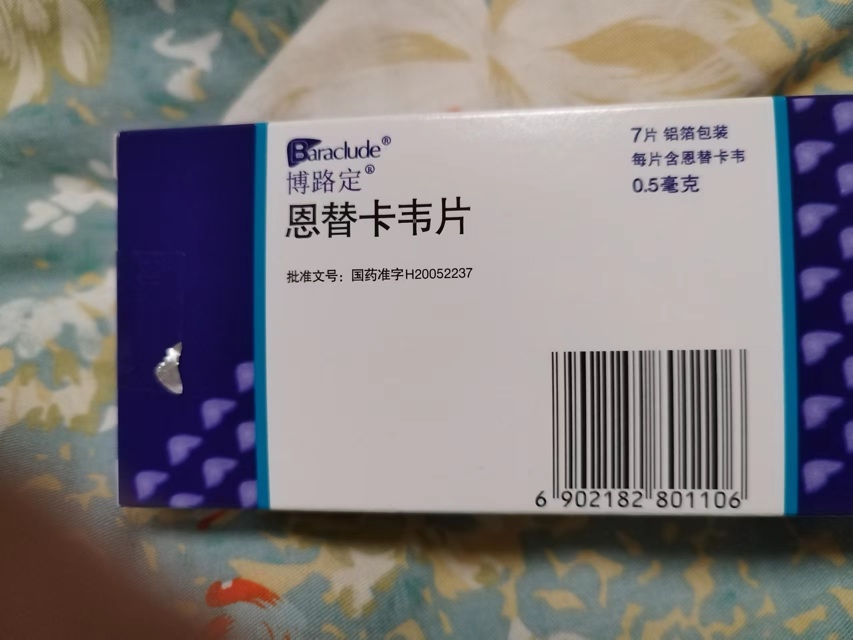 Baraclude®
博路定®
恩替卡韦片
批准文号：国药准字H20052237
7片 铝箔包装
每片含恩替卡韦
0.5毫克
6 902182 801106